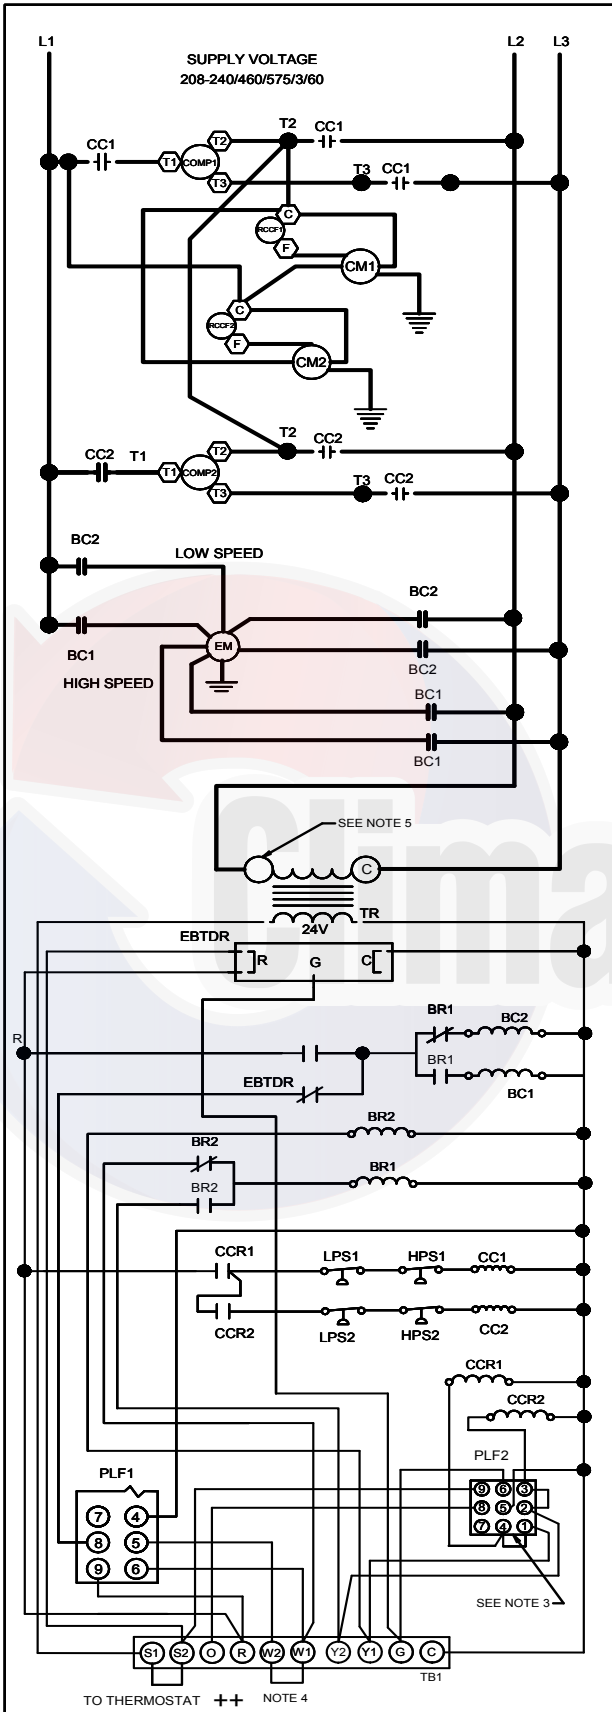 L1 L2 L3
SUPPLY VOLTAGE
208-240/460/575/3/60
T2
CC1 T2 CC1
T1 COMP1
T3 T3 CC1
C
RCCF1
F
CM1
C
RCCF2
F
CM2
CC2 T1 T2 T2 CC2
T1 COMP2
T3 T3 CC2
BC2 LOW SPEED
BC2
EM
BC1 BC2
HIGH SPEED
BC1
BC1
Clima
SEE NOTE 5
C
TR
24V
EBTDR
R G C
R
BR1 BC2
BR1
EBTDR BC1
BR2
BR2
BR2 BR1
CCR1 LPS1 HPS1 CC1
CCR2 LPS2 HPS2 CC2
CCR1
CCR2
PLF2
PLF1
9 6 3
8 5 2
7 4 1
7 4
8 5
9 6
SEE NOTE 3
S1 S2 O R W2 W1 Y2 Y1 G C
TB1
TO THERMOSTAT ++ NOTE 4